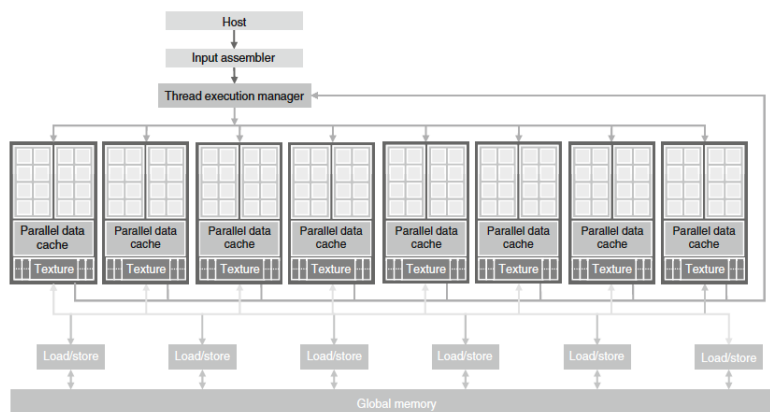 Host
Input assembler
Thread execution manager
Parallel data
cache
Parallel data
cache
Parallel data
cache
Parallel data
cache
Parallel data
cache
Parallel data
cache
Parallel data
cache
Parallel data
cache
Texture
Texture
Texture
Texture
Texture
Texture
Texture
Texture
Load/store
Load/store
Load/store
Load/store
Load/store
Load/store
Global memory